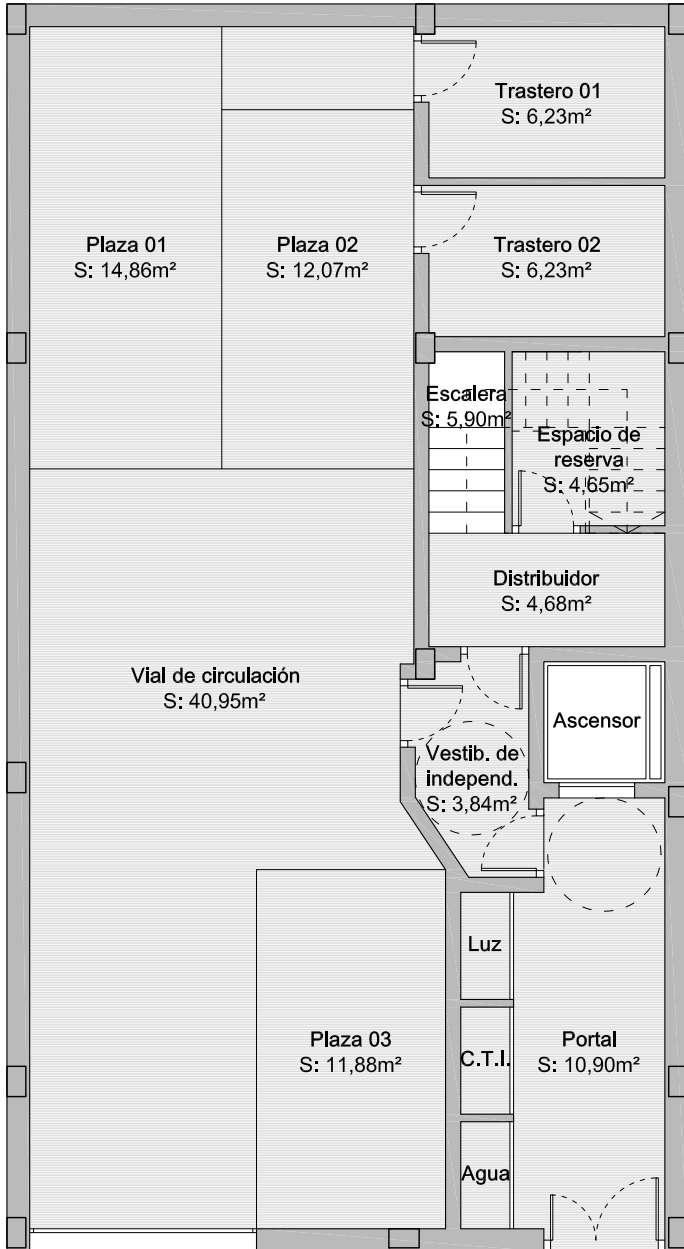 Trastero 01
S: 6,23m²
Plaza 01
S: 14,86m²
Plaza 02
S: 12,07m²
Trastero 02
S: 6,23m²
Escalera
S: 5,90m²
Espacio de
reserva
S: 4,65m²
Distribuidor
S: 4,68m²
Vial de circulación
S: 40,95m²
Ascensor
Vestib. de
independ.
S: 3,84m²
Luz
Plaza 03
S: 11,88m²
C.T.I.
Portal
S: 10,90m²
Agua